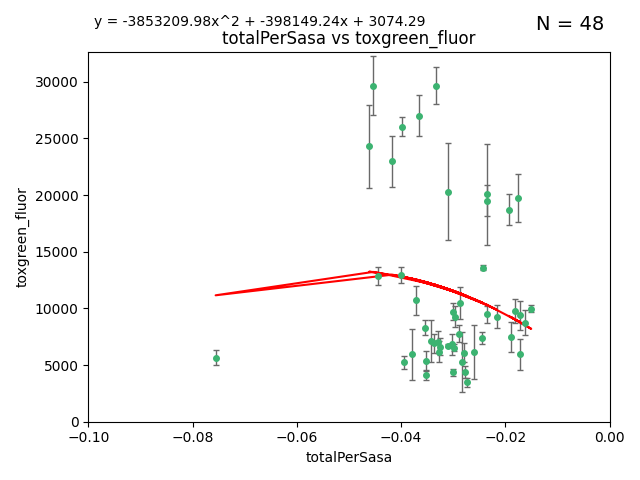 y = -3853209.98x^2 + -398149.24x + 3074.29
N = 48
totalPerSasa vs toxgreen_fluor
toxgreen_fluor
30000
25000
20000
15000
10000
5000
0
−0.10
−0.08
−0.06
−0.04
−0.02
0.00
totalPerSasa